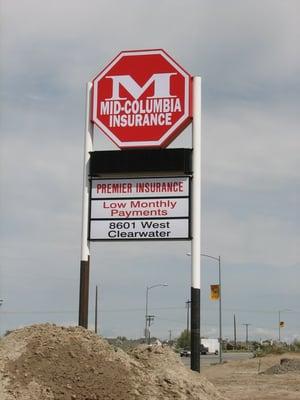 M
MID-COLUMBIA
INSURANCE
PREMIER INSURANCE
Low Monthly
Payments
8601 West
Clearwater